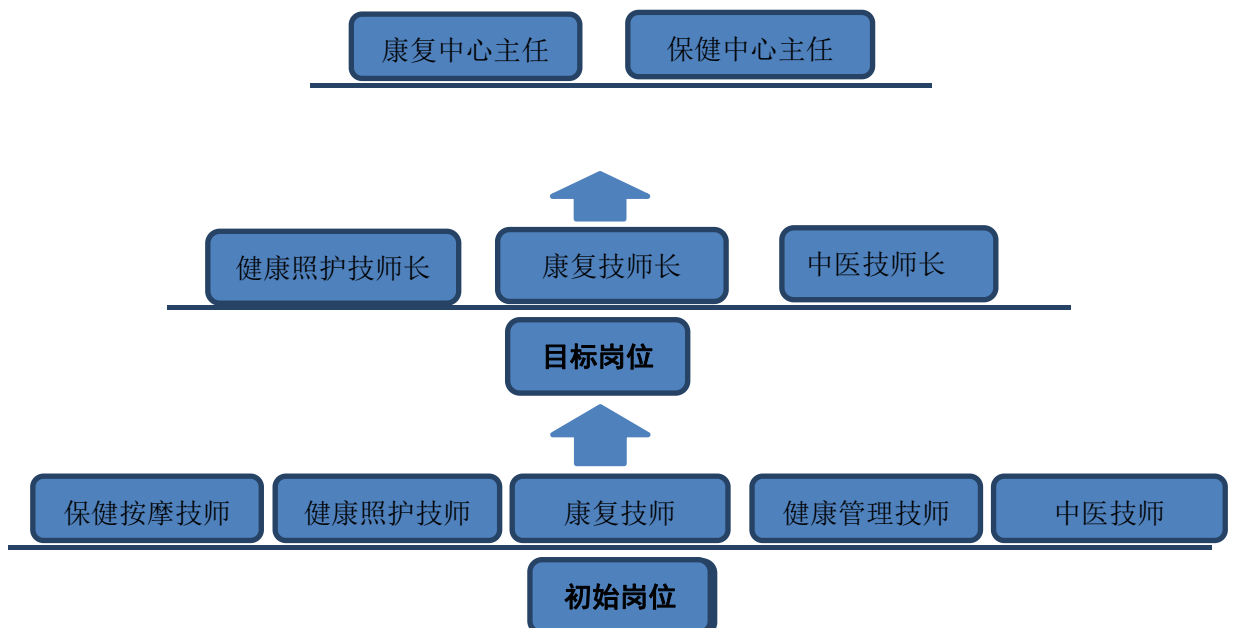 康复中心主任
保健中心主任
健康照护技师长
康复技师长
中医技师长
目标岗位
保健按摩技师
健康照护技师
康复技师
健康管理技师
中医技师
初始岗位